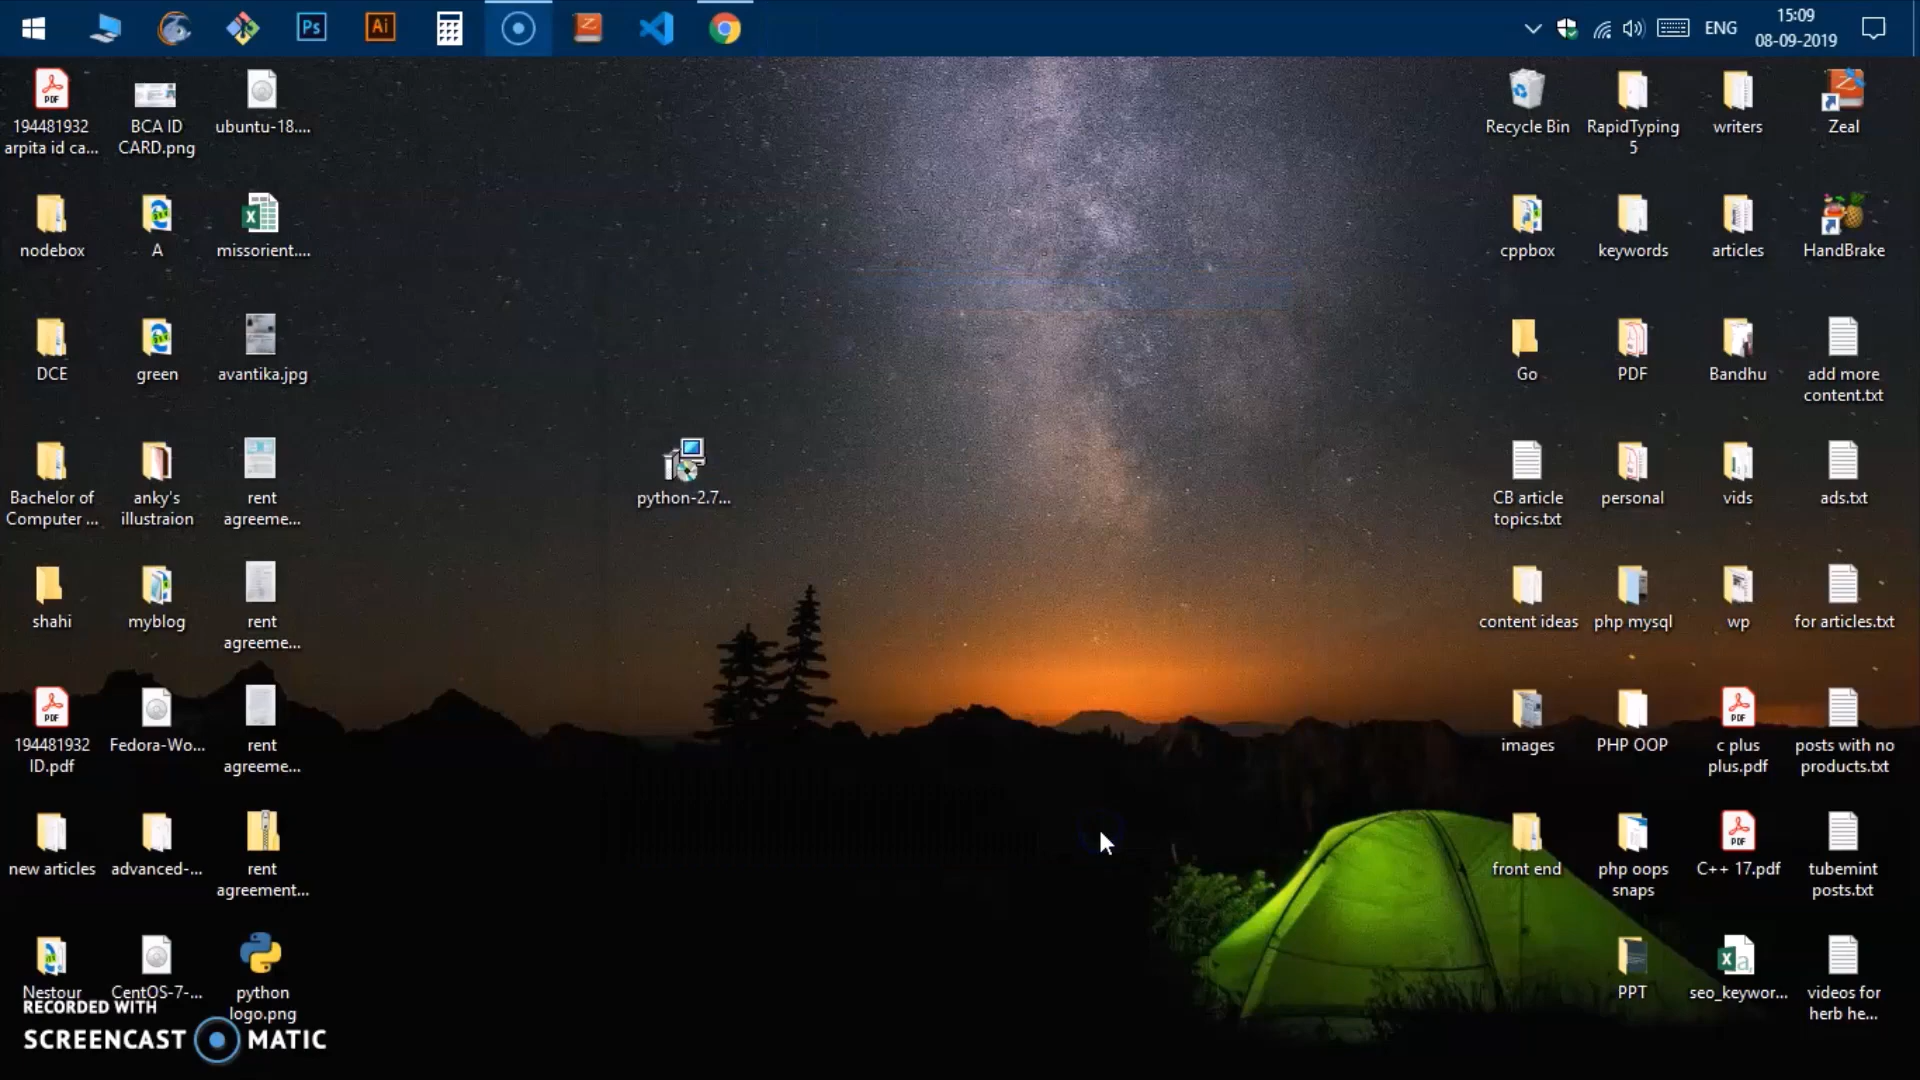 Ps
Ai
ENG
15:09
08-09-2019
194481932
arpita id ca...
BCA ID
CARD.png
ubuntu-18....
Recycle Bin
RapidTyping
5
writers
Zeal
nodebox
A
missorient....
cppbox
keywords
articles
HandBrake
DCE
green
avantika.jpg
Go
PDF
Bandhu
add more
content.txt
Bachelor of
Computer ...
anky's
illustraion
rent
agreeme...
python-2.7...
CB article
topics.txt
personal
vids
ads.txt
shahi
myblog
rent
agreeme...
content ideas
php mysql
wp
for articles.txt
194481932
ID.pdf
Fedora-Wo...
rent
agreeme...
images
PHP OOP
c plus
plus.pdf
posts with no
products.txt
new articles
advanced-...
rent
agreement...
front end
php oops
snaps
C++ 17.pdf
tubemint
posts.txt
Nestour
CentOS-7-...
python
logo.png
PPT
seo_keywor...
videos for
herb he...
RECORDED WITH
SCREENCAST MATIC